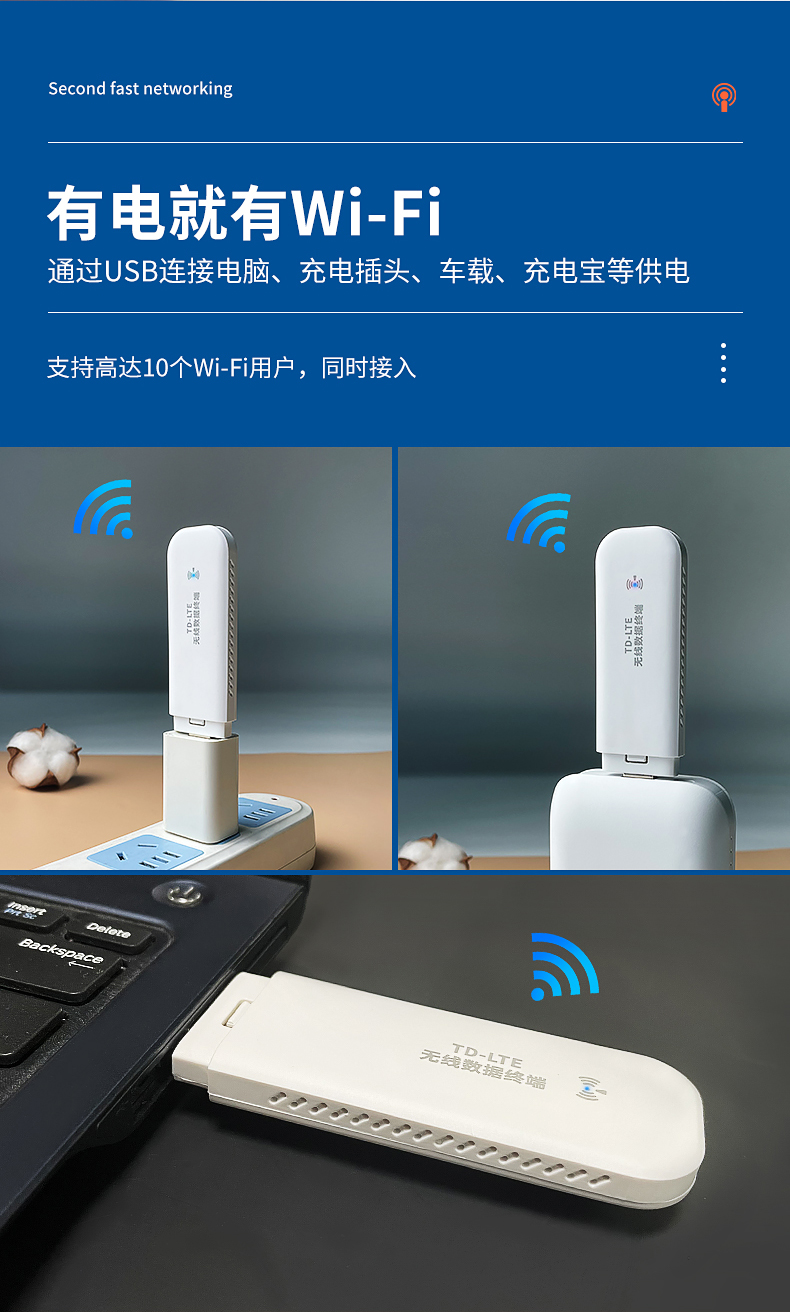 Second fast networking
有电就有Wi-Fi
通过USB连接电脑、充电插头、车载、充电宝等供电
支持高达10个Wi-Fi用户，同时接入
TD-LTE
无线数据终端
TD-LTE
无线数据终端
Insert
Prt Sc
Delete
Backspace
TD-LTE
无线数据终端